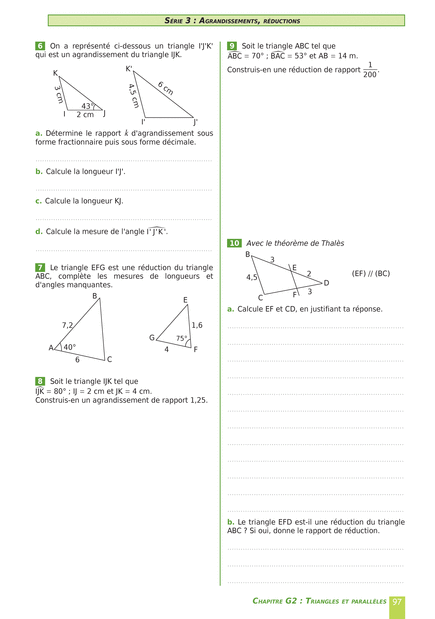 SÉRIE 3 : AGRANDISSEMENTS, RÉDUCTIONS
6 On a représenté ci-dessous un triangle I'J'K'
qui est un agrandissement du triangle IJK.
K
3 cm
43°
I
2 cm
J
K'
4,5 cm
6 cm
I'
J'
a. Détermine le rapport k d'agrandissement sous
forme fractionnaire puis sous forme décimale.
b. Calcule la longueur I'J'.
c. Calcule la longueur KJ.
d. Calcule la mesure de l'angle I'J'K'.
7 Le triangle EFG est une réduction du triangle
ABC, complète les mesures de longueurs et
d'angles manquantes.
B
7,2
A
40°
6
C
E
1,6
G
75°
4
F
8 Soit le triangle IJK tel que
IJK = 80° ; IJ = 2 cm et JK = 4 cm.
Construis-en un agrandissement de rapport 1,25.
9 Soit le triangle ABC tel que
ABC = 70° ; BAC = 53° et AB = 14 m.
Construis-en une réduction de rapport 1/200.
10 Avec le théorème de Thalès
B
3
E
2
D
4,5
C
F
3
(EF) // (BC)
a. Calcule EF et CD, en justifiant ta réponse.
b. Le triangle EFD est-il une réduction du triangle
ABC ? Si oui, donne le rapport de réduction.
CHAPITRE G2 : TRIANGLES ET PARALLÈLES 97